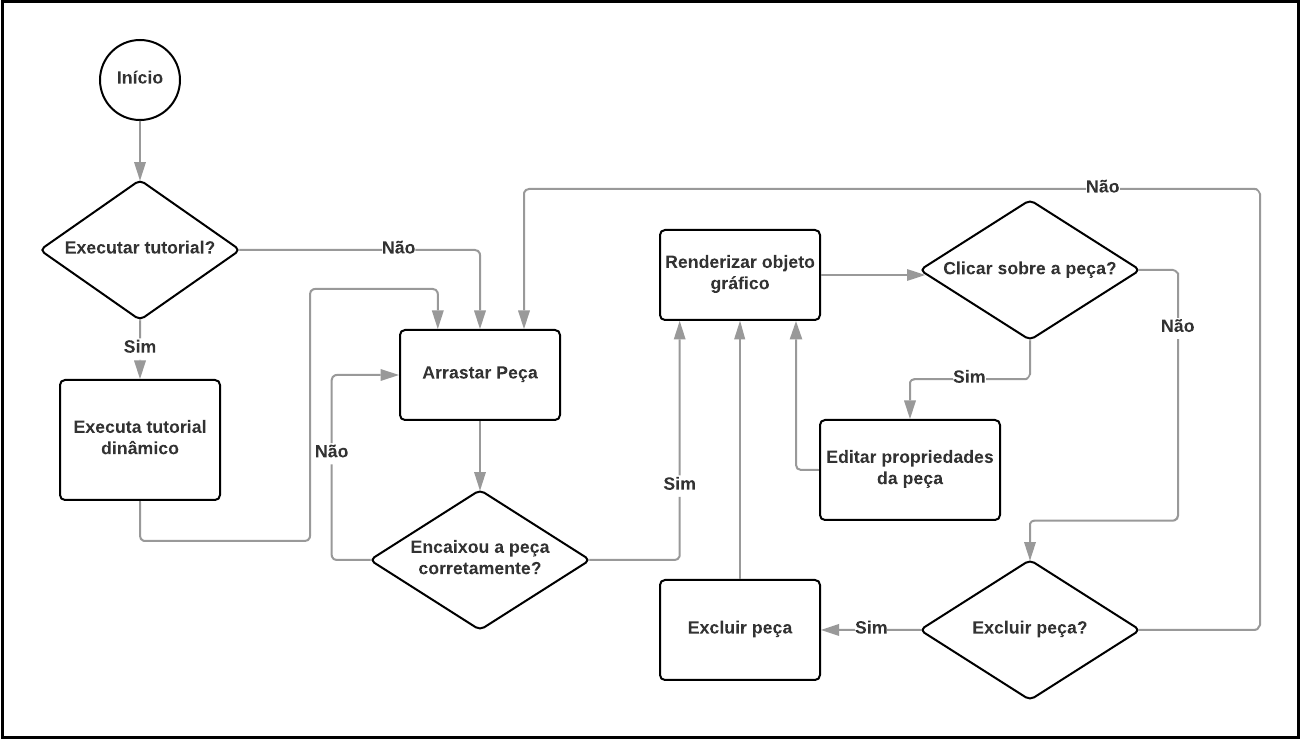 Início
Executar tutorial?
Não
Sim
Executa tutorial
dinâmico
Arrastar Peça
Não
Encaixou a peça
corretamente?
Sim
Renderizar objeto
gráfico
Clicar sobre a peça?
Não
Não
Sim
Editar propriedades
da peça
Excluir peça?
Sim
Excluir peça